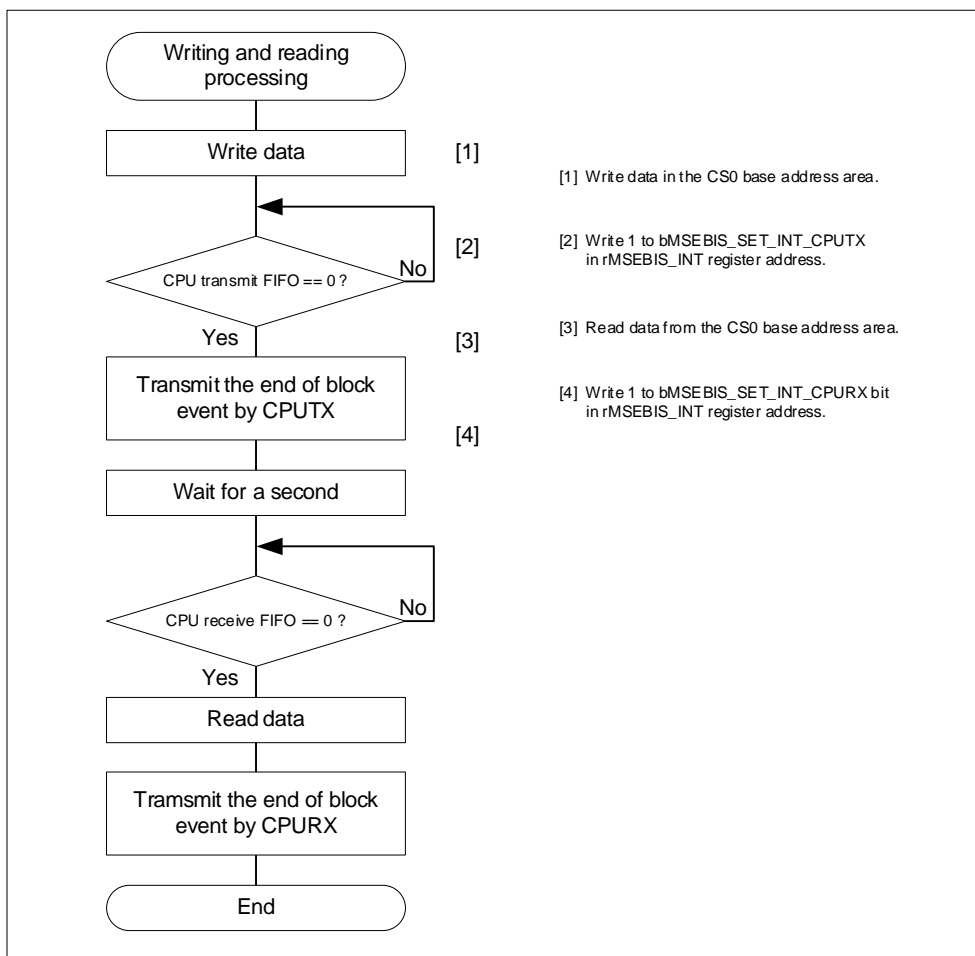 Writing and reading
processing
Write data
[1]
[1] Write data in the CS0 base address area.
[2]
[2] Write 1 to bMSEBIS_SET_INT_CPUTX
in rMSEBIS_INT register address.
CPU transmit FIFO == 0 ?
No
Yes
[3]
[3] Read data from the CS0 base address area.
Transmit the end of block
event by CPUTX
[4] Write 1 to bMSEBIS_SET_INT_CPURX bit
in rMSEBIS_INT register address.
[4]
Wait for a second
CPU receive FIFO == 0 ?
No
Yes
Read data
Tramsmit the end of block
event by CPURX
End